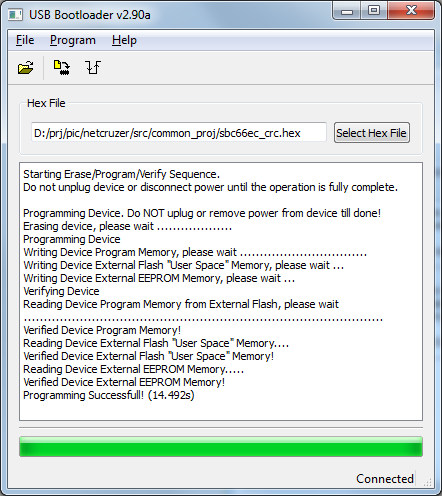 USB Bootloader v2.90a
File Program Help
Hex File
D:/prj/pic/netcruzer/src/common_proj/sbc66ec_crc.hex Select Hex File
Starting Erase/Program/Verify Sequence.
Do not unplug device or disconnect power until the operation is fully complete.
Programming Device. Do NOT uplug or remove power from device till done!
Erasing device, please wait ...................
Programming Device
Writing Device Program Memory, please wait ................................
Writing Device External Flash "User Space" Memory, please wait ...
Writing Device External EEPROM Memory, please wait ...
Verifying Device
Reading Device Program Memory from External Flash, please wait
..........................................................................................
Verified Device Program Memory!
Reading Device External Flash "User Space" Memory....
Verified Device External Flash "User Space" Memory!
Reading Device External EEPROM Memory.....
Verified Device External EEPROM Memory!
Programming Successfull! (14.492s)
Connected